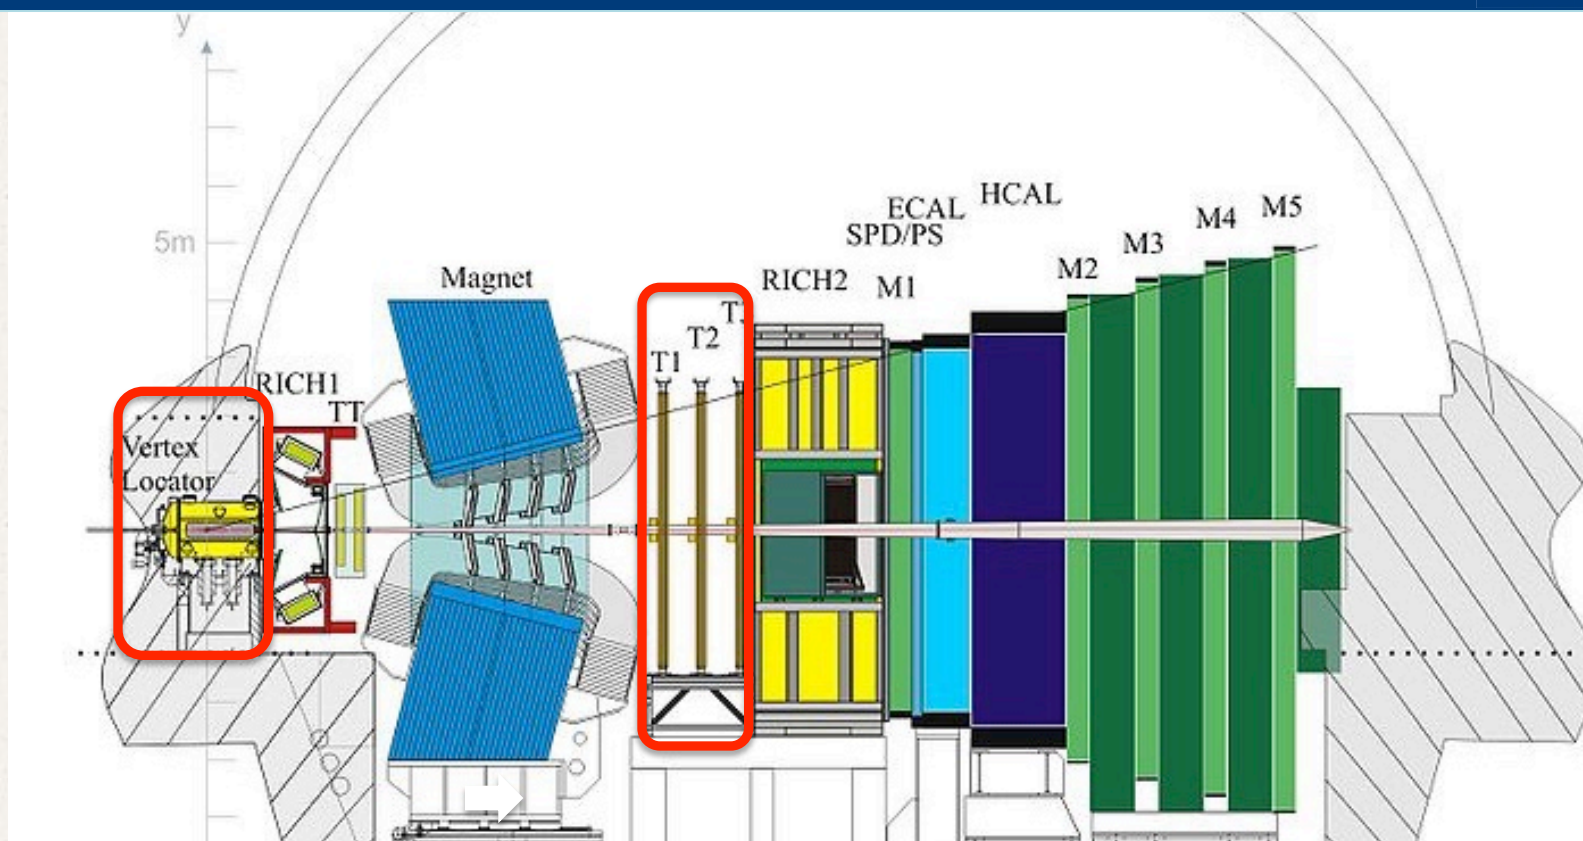 y
HCAL
ECAL
M5
M4
SPD/PS
M3
5m
M2
Magnet
RICH2
M1
T2
T1
RICH1
TT
Vertex
Locator